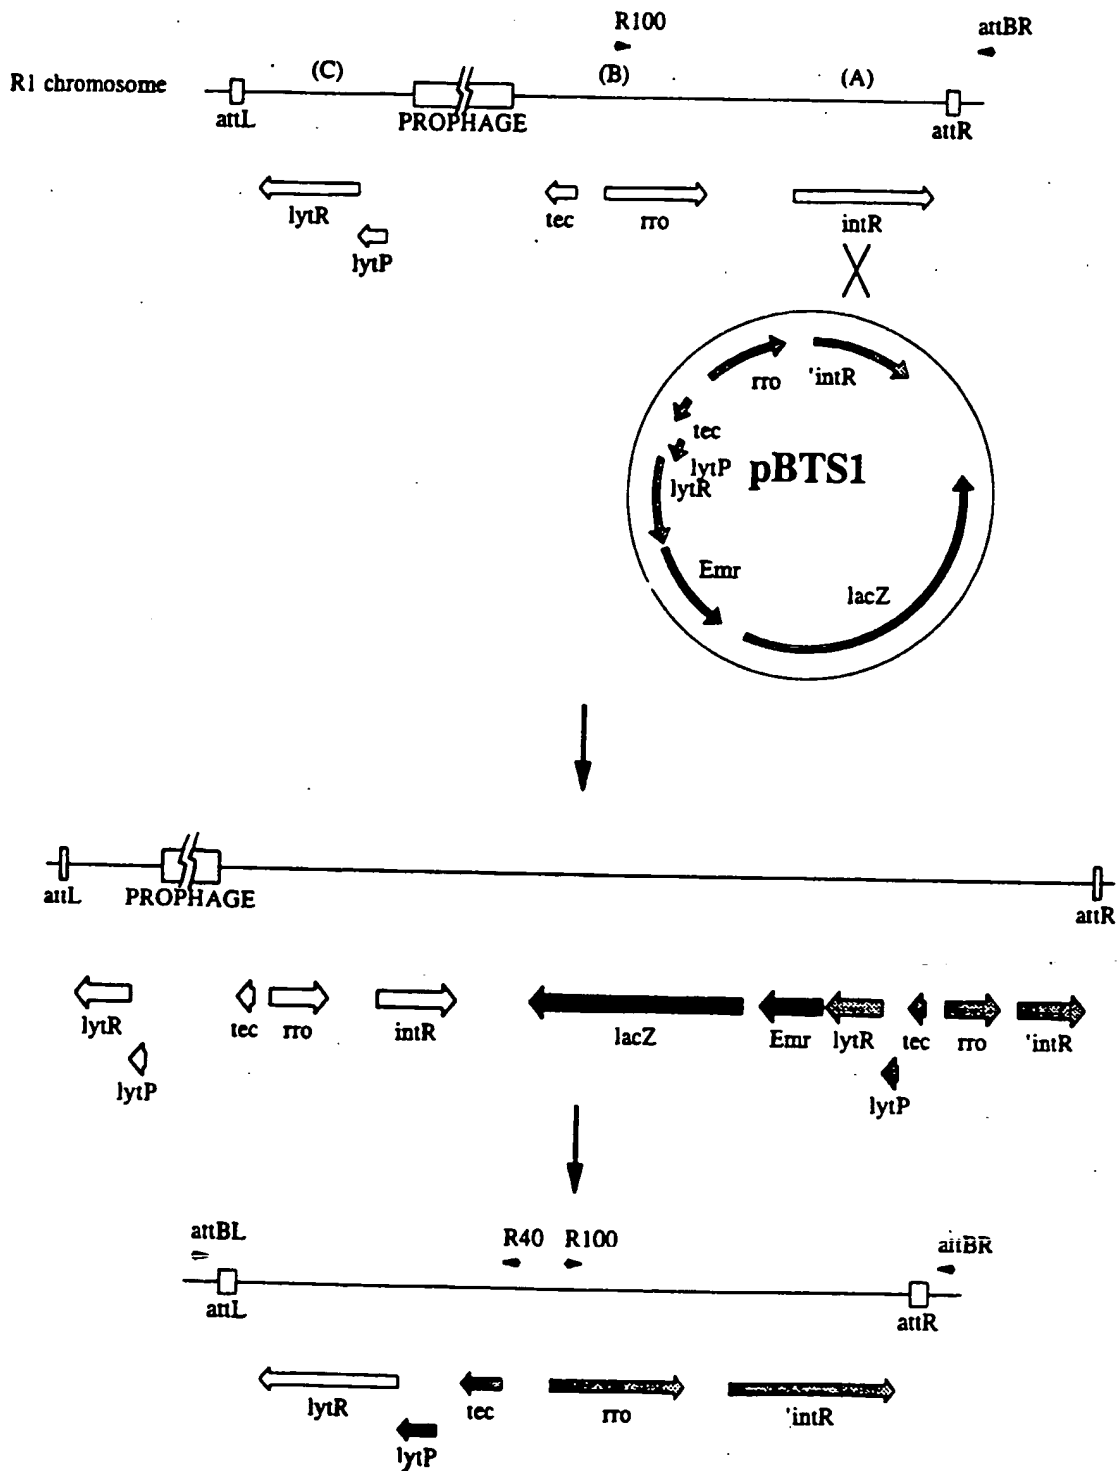 R100
attBR
R1 chromosome
(C)
(B)
(A)
attL
PROPHAGE
attR
lytR
tec
rro
intR
lytP
rro
'intR
tec
lytP
lytR
pBTS1
Emr
lacZ
attL
PROPHAGE
attR
lytR
tec
rro
intR
lacZ
Emr
lytR
tec
rro
'intR
lytP
lytP
attBL
R40
R100
attBR
attL
attR
lytR
tec
rro
'intR
lytP